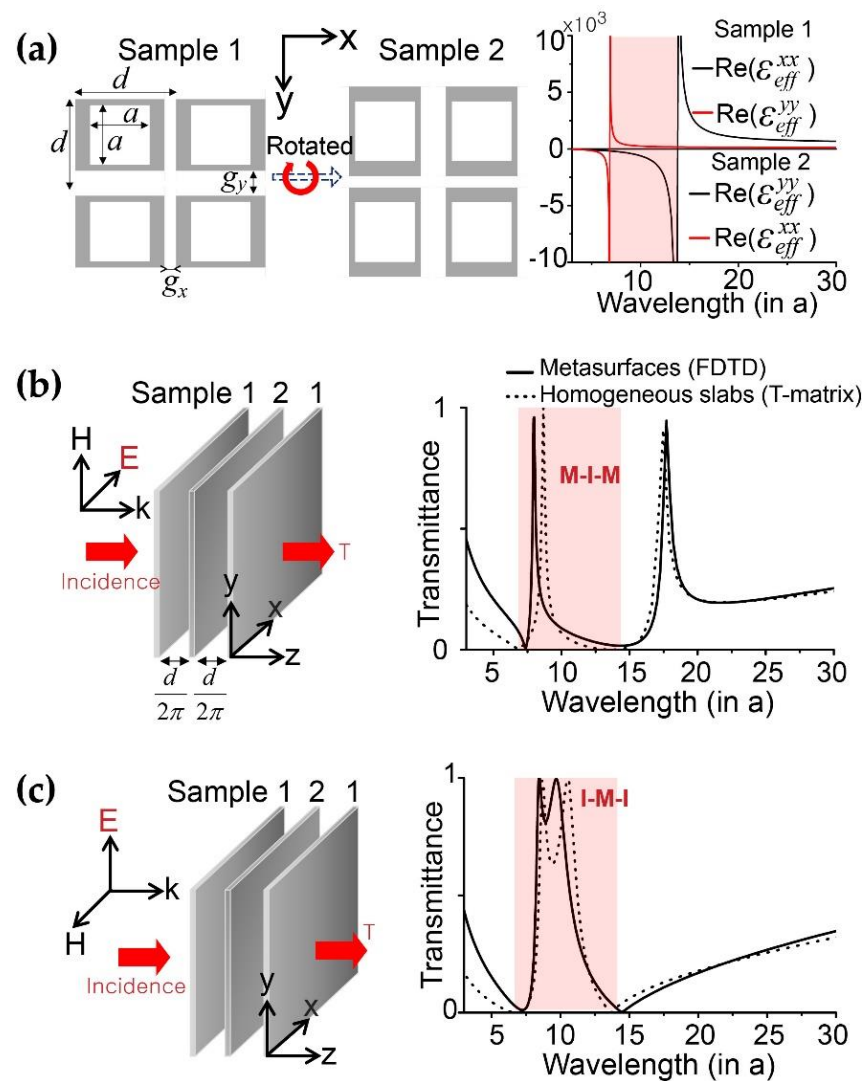 (a)
Sample 1
x
y
Sample 2
d
d
a
a
g_y
g_x
Rotated
×10³
10
5
0
-5
-10
Sample 1
Re(ε_eff^xx)
Re(ε_eff^yy)
Sample 2
Re(ε_eff^yy)
Re(ε_eff^xx)
10 20 30
Wavelength (in a)
(b)
Sample 1 2 1
H
E
k
Incidence
T
y
x
z
d/2π d/2π
Metasurfaces (FDTD)
Homogeneous slabs (T-matrix)
M-I-M
1
0
Transmittance
5 10 15 20 25 30
Wavelength (in a)
(c)
Sample 1 2 1
E
k
H
Incidence
T
y
x
z
I-M-I
1
0
Transmittance
5 10 15 20 25 30
Wavelength (in a)